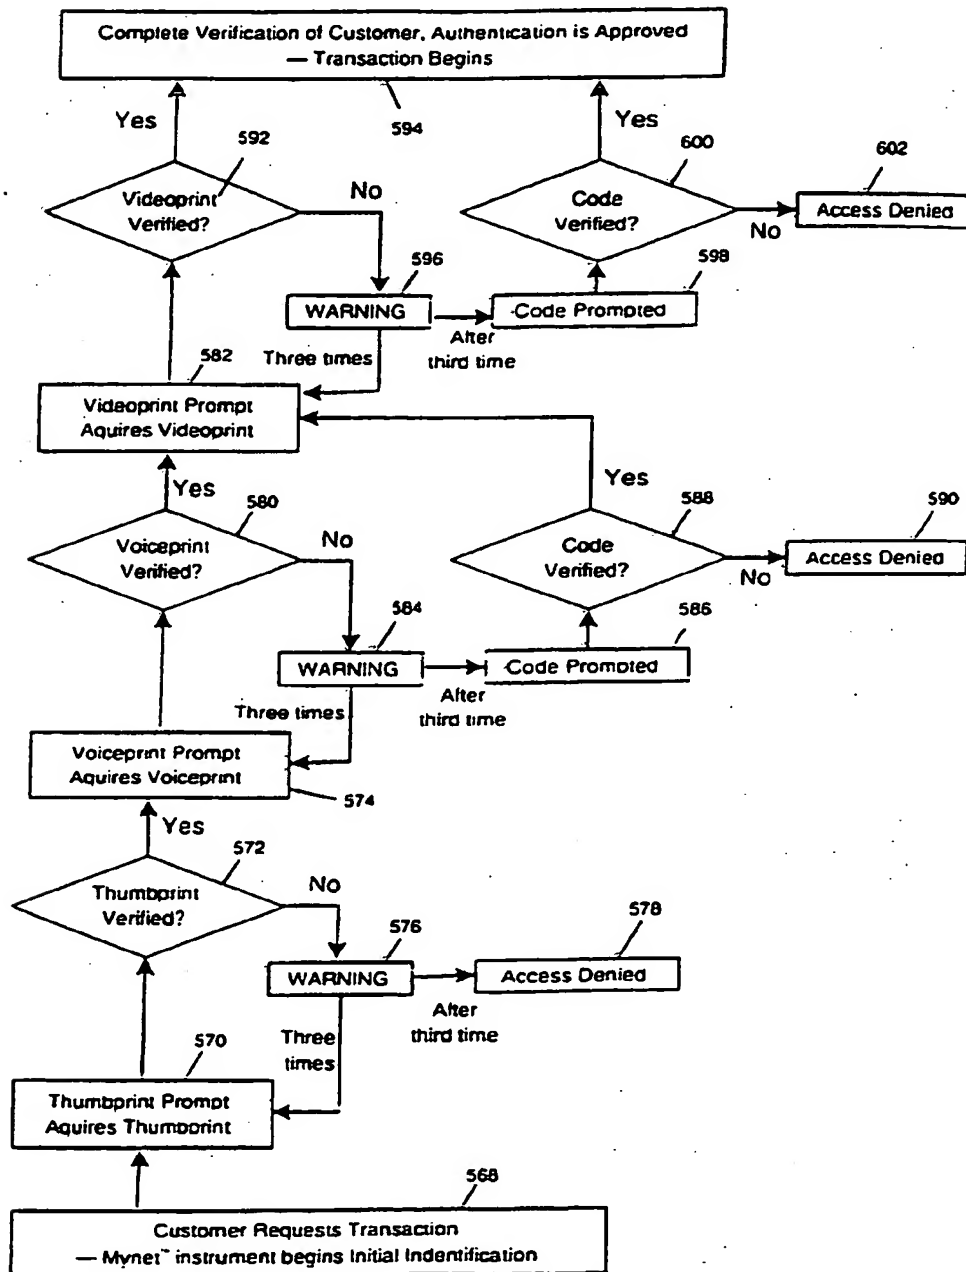 Complete Verification of Customer, Authentication is Approved
— Transaction Begins
594
Yes
Yes
592
600
602
Videoprint
Verified?
No
Code
Verified?
No
Access Denied
596
598
WARNING
Code Prompted
After
third time
Three times
582
Videoprint Prompt
Aquires Videoprint
Yes
Yes
580
588
590
Voiceprint
Verified?
No
Code
Verified?
No
Access Denied
584
586
WARNING
Code Prompted
After
third time
Three times
Voiceprint Prompt
Aquires Voiceprint
574
Yes
572
Thumbprint
Verified?
No
576
578
WARNING
Access Denied
After
third time
Three
times
570
Thumbprint Prompt
Aquires Thumbprint
568
Customer Requests Transaction
— Mynet™ instrument begins Initial Indentification